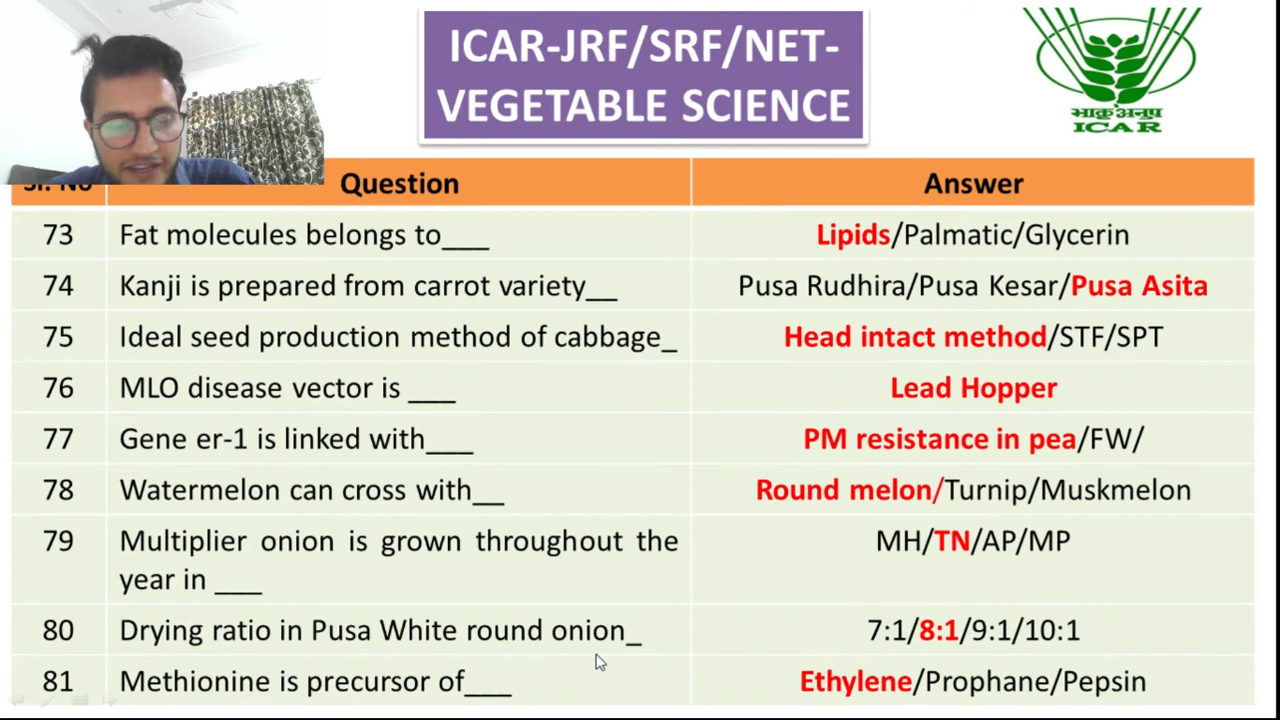 ICAR-JRF/SRF/NET-
VEGETABLE SCIENCE
भाकृअनुप
ICAR
Sr. No Question Answer
73 Fat molecules belongs to___ Lipids/Palmatic/Glycerin
74 Kanji is prepared from carrot variety__ Pusa Rudhira/Pusa Kesar/Pusa Asita
75 Ideal seed production method of cabbage_ Head intact method/STF/SPT
76 MLO disease vector is ___ Lead Hopper
77 Gene er-1 is linked with___ PM resistance in pea/FW/
78 Watermelon can cross with__ Round melon/Turnip/Muskmelon
79 Multiplier onion is grown throughout the MH/TN/AP/MP
year in ___
80 Drying ratio in Pusa White round onion_ 7:1/8:1/9:1/10:1
81 Methionine is precursor of___ Ethylene/Prophane/Pepsin